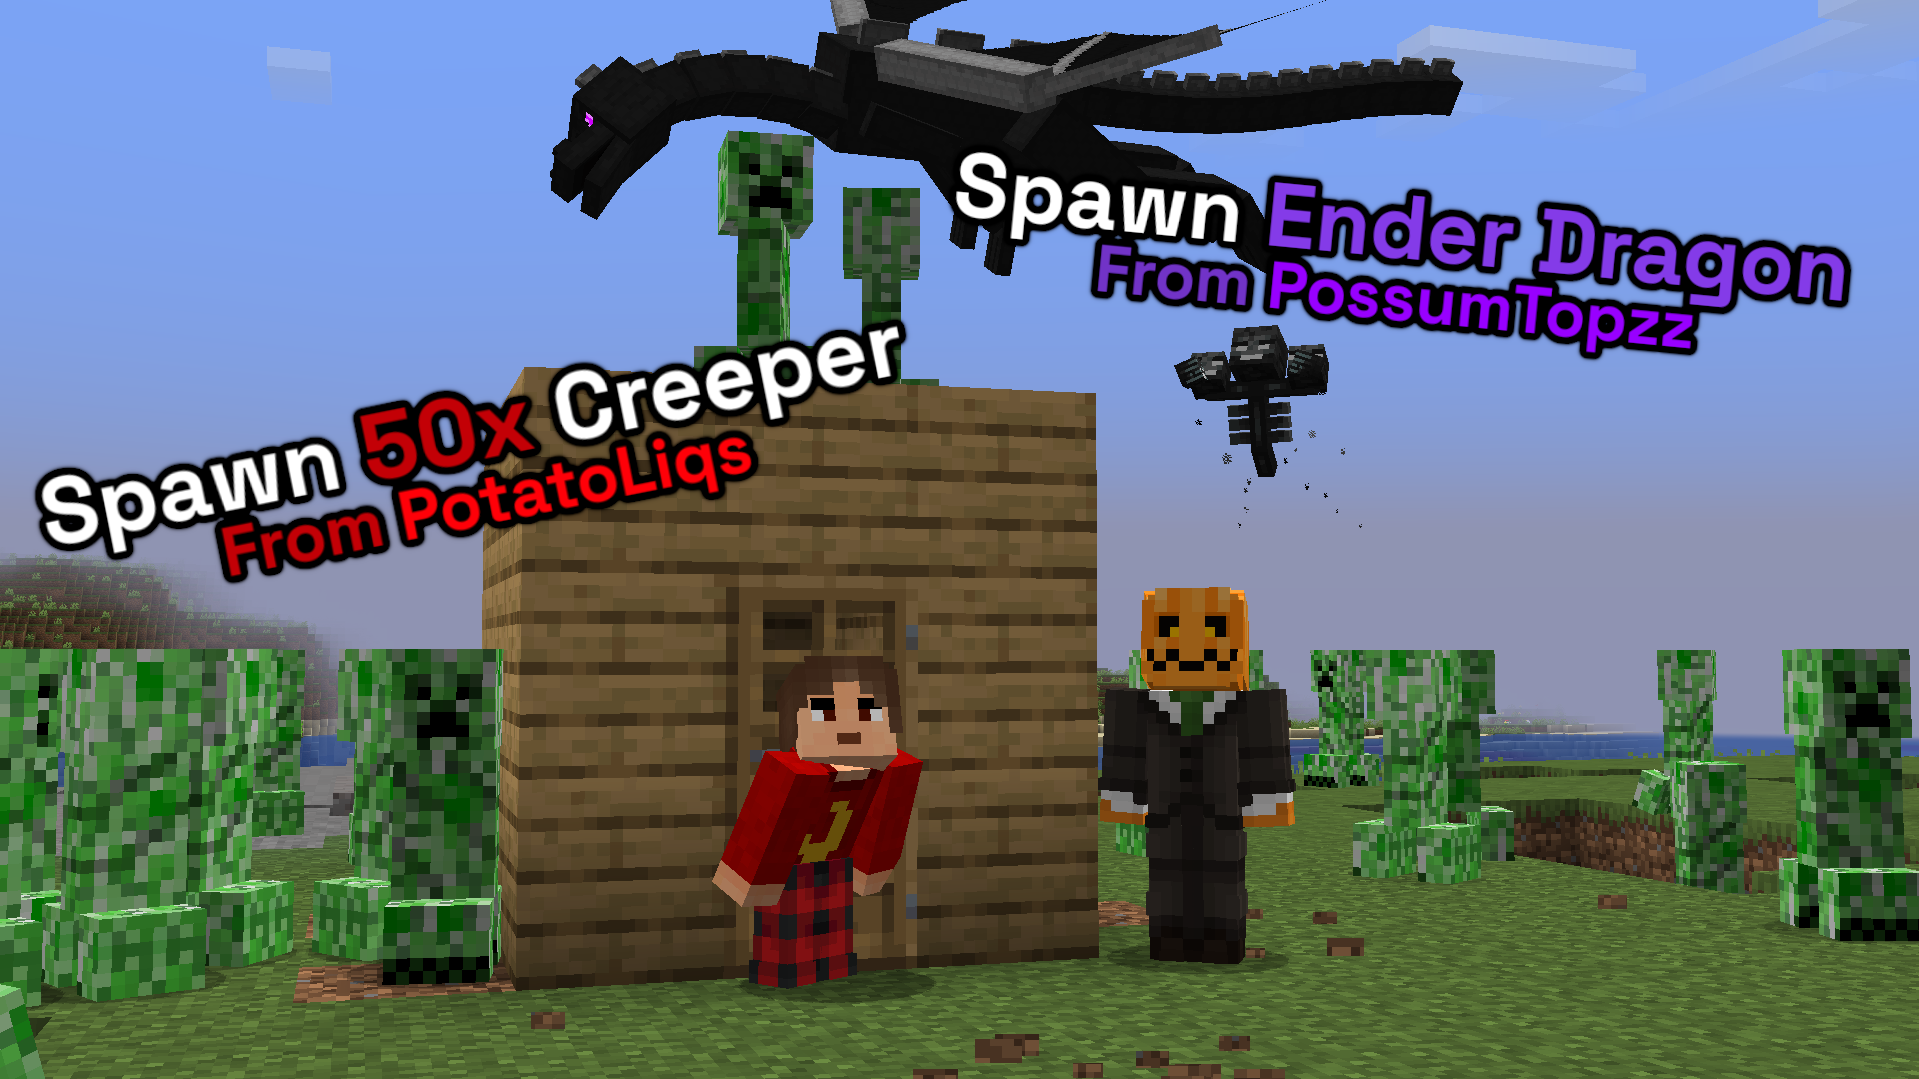 Spawn Ender Dragon
From PossumTopzz
Spawn 50x Creeper
From PotatoLiqs
J